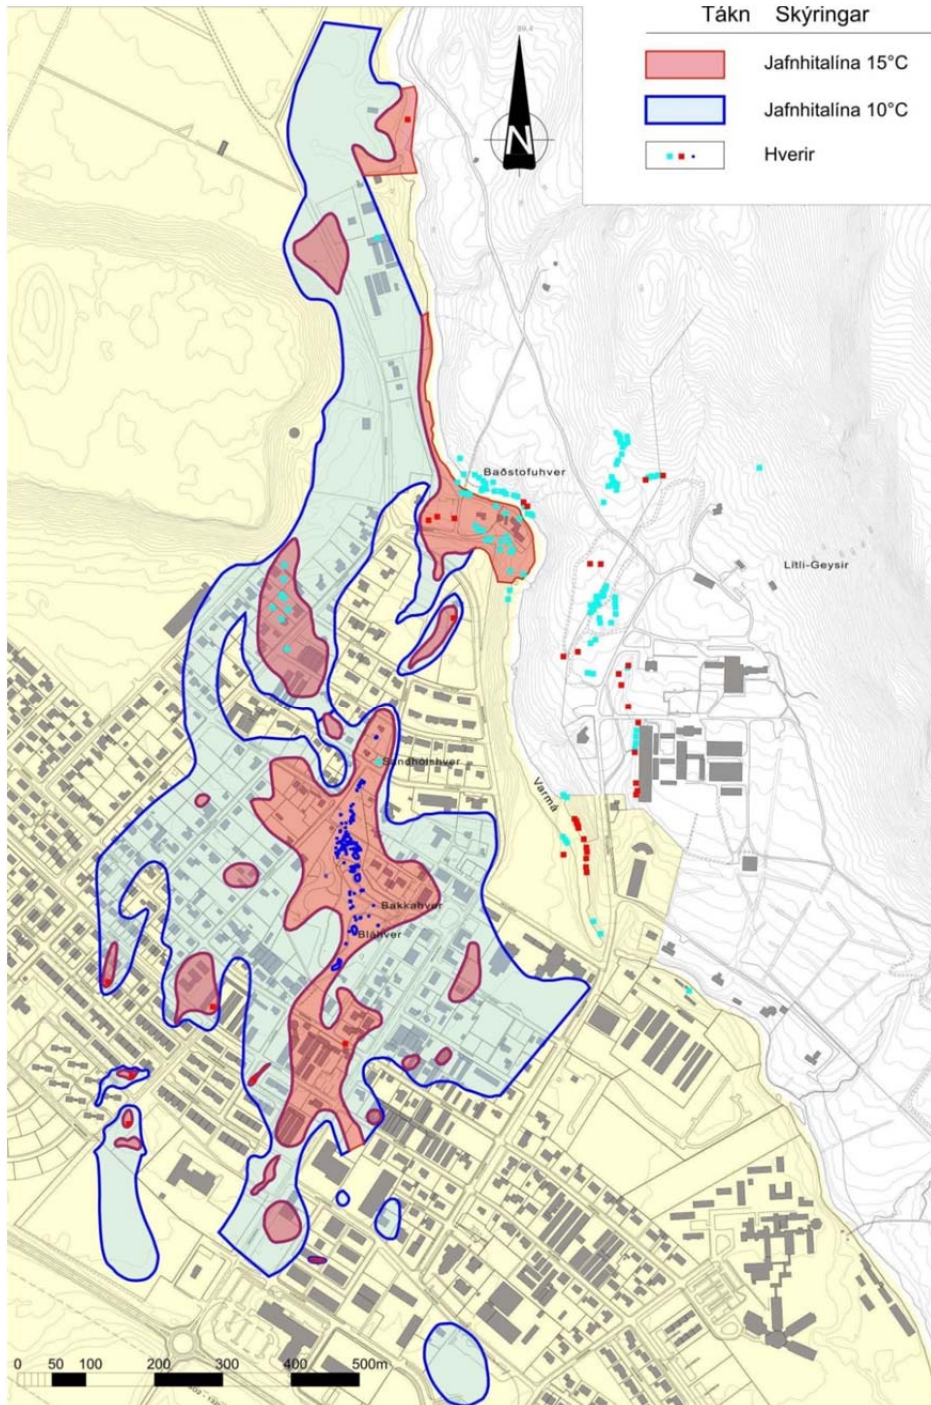 Tákn Skýringar
Jafnhitalína 15°C
Jafnhitalína 10°C
Hverir
N
Baðstofuhver
Litli-Geysir
Sundhólshver
Varmá
Bakkahver
Bláhver
0 50 100 200 300 400 500m